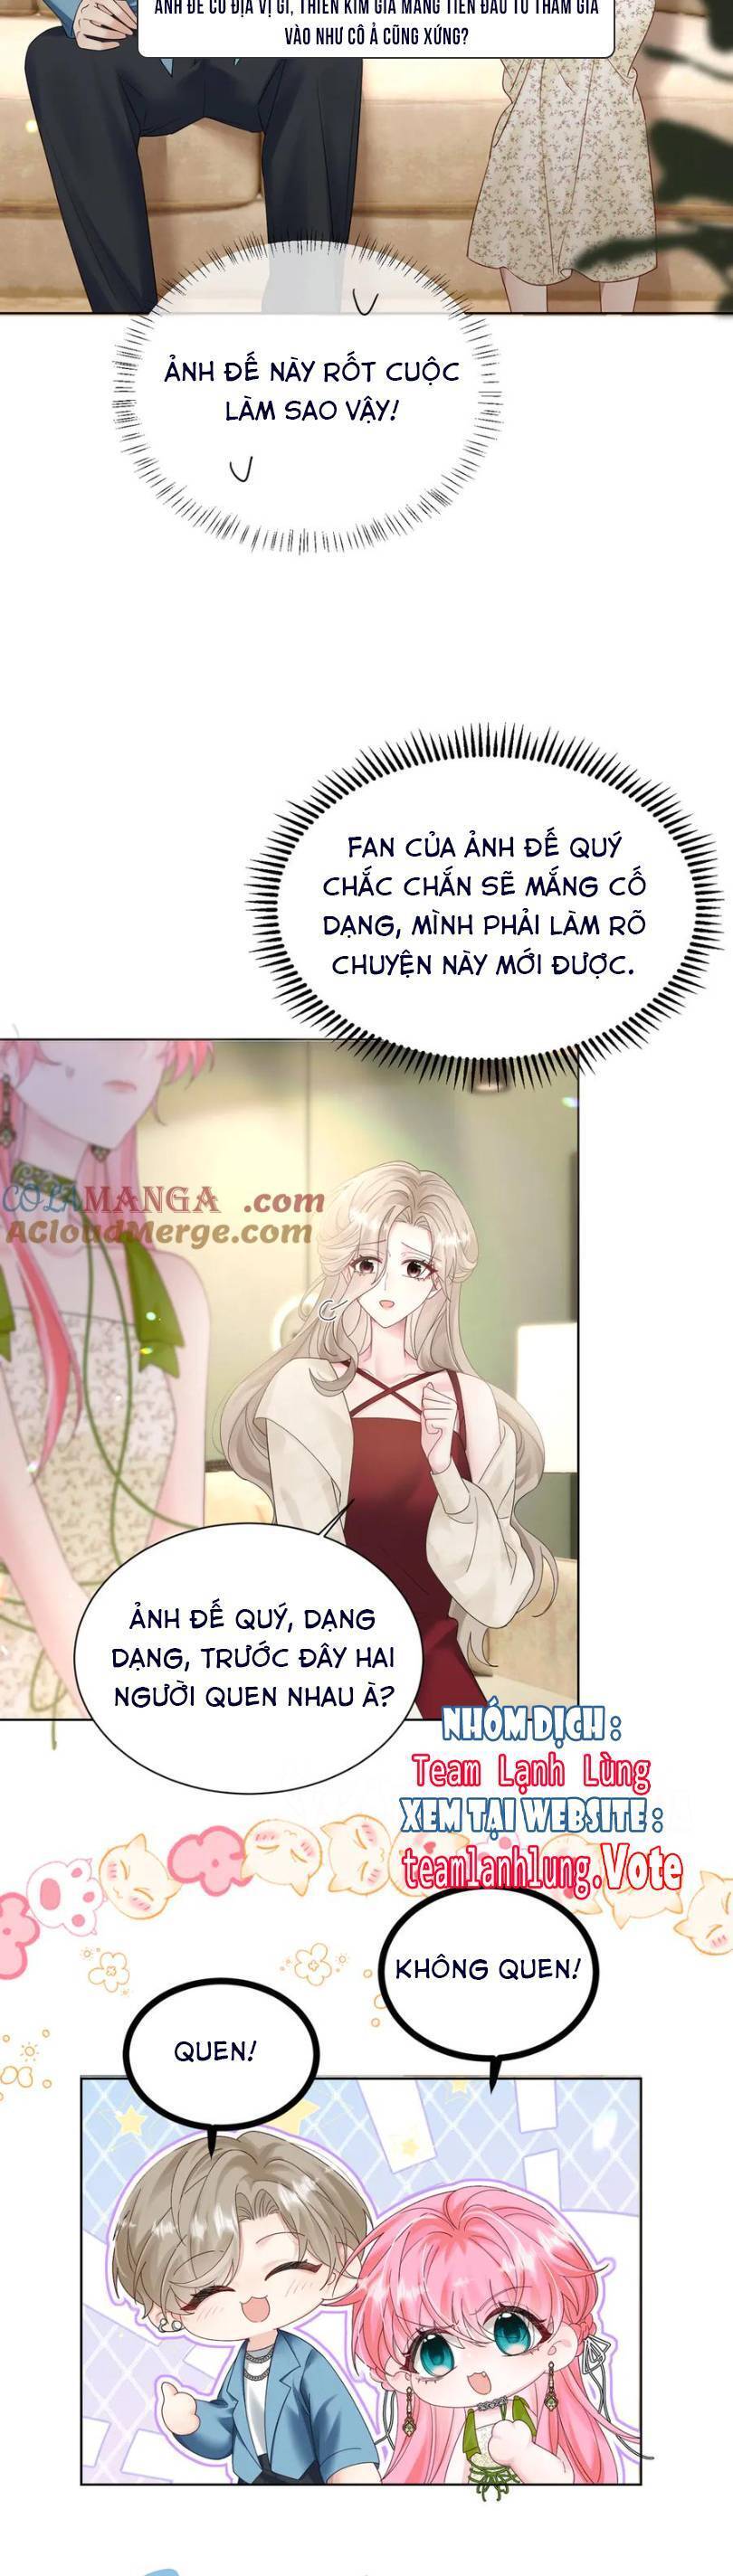 ẢNH ĐẾ CÓ ĐỊA VỊ GÌ, THIÊN KIM GIẢ MANG TIỀN ĐẦU TƯ THAM GIA
VÀO NHƯ CÔ Ả CŨNG XỨNG?
ẢNH ĐẾ NÀY RỐT CUỘC
LÀM SAO VẬY!
FAN CỦA ẢNH ĐẾ QUÝ
CHẮC CHẮN SẼ MẮNG CỐ
DẠNG, MÌNH PHẢI LÀM RÕ
CHUYỆN NÀY MỚI ĐƯỢC.
COLAMANGA.com
AcloudMerge.com
ẢNH ĐẾ QUÝ, DẠNG
DẠNG, TRƯỚC ĐÂY HAI
NGƯỜI QUEN NHAU À?
NHÓM DỊCH :
Team Lạnh Lùng
XEM TẠI WEBSITE :
teamlanhlung.Vote
KHÔNG QUEN!
QUEN!